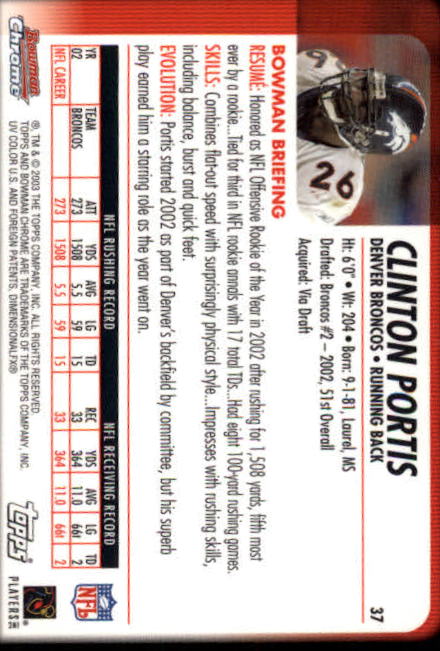 37
CLINTON PORTIS
DENVER BRONCOS • RUNNING BACK
Ht: 6'0" • Wt: 204 • Born: 9-1-81, Laurel, MS
Drafted: Broncos #2 – 2002, 51st Overall
Acquired: Via Draft
26
BOWMAN BRIEFING
RESUMÉ: Honored as NFL Offensive Rookie of the Year in 2002 after rushing for 1,508 yards, fifth most
ever by a rookie...Tied for third in NFL rookie annals with 17 total TDs...Had eight 100-yard rushing games.
SKILLS: Combines flat-out speed with surprisingly physical style...Impresses with rushing skills,
including balance, burst and quick feet.
EVOLUTION: Portis started 2002 as part of Denver's backfield by committee, but his superb
play earned him a starring role as the year went on.
NFL RUSHING RECORD NFL RECEIVING RECORD
YR TEAM ATT YDS AVG LG TD REC YDS AVG LG TD
02 BRONCOS 273 1508 5.5 59 15 33 364 11.0 66t 2
NFL CAREER 273 1508 5.5 59 15 33 364 11.0 66t 2
Bowman Chrome
®, TM & © 2003 THE TOPPS COMPANY, INC. ALL RIGHTS RESERVED.
TOPPS AND BOWMAN CHROME ARE TRADEMARKS OF THE TOPPS COMPANY, INC.
UV COLOR U.S. AND FOREIGN PATENTS. DIMENSIONALFX®
topps
NFL
PLAYERS INC